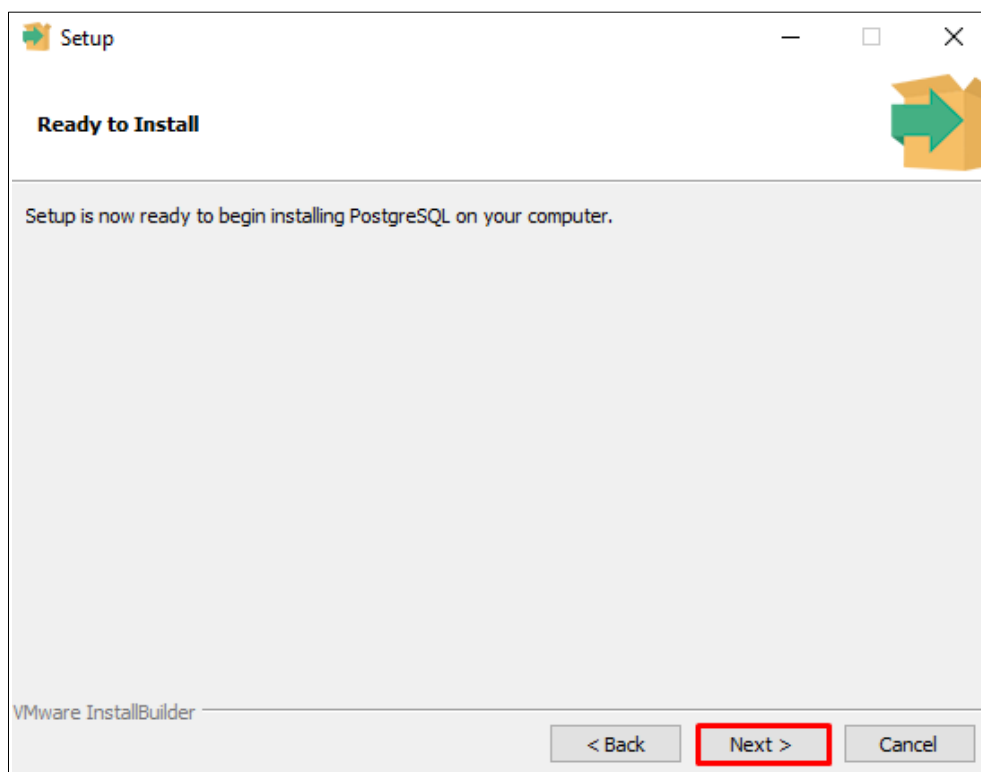 Setup
Ready to Install
Setup is now ready to begin installing PostgreSQL on your computer.
VMware InstallBuilder
< Back
Next >
Cancel